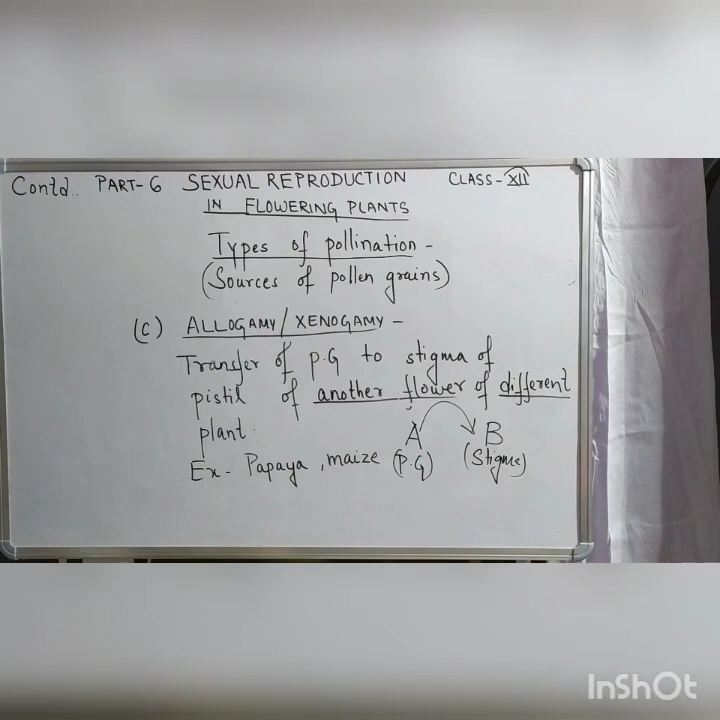 Contd.. PART-6 SEXUAL REPRODUCTION CLASS-XII
IN FLOWERING PLANTS
Types of pollination -
(Sources of pollen grains)
(c) ALLOGAMY/XENOGAMY -
Transfer of P.G to stigma of
pistil of another flower of different
plant. A B
Ex- Papaya, maize (P.G) (Stigma)
InShOt